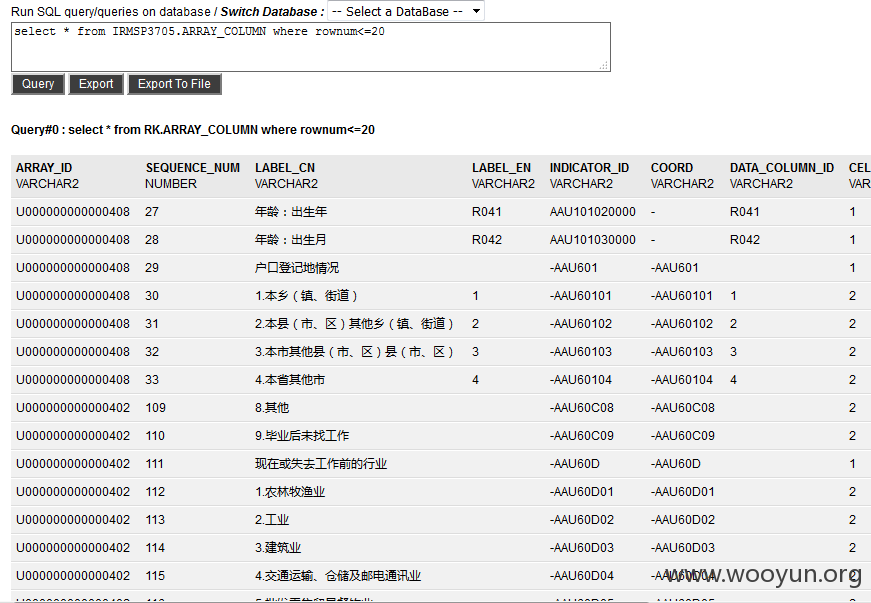 Run SQL query/queries on database / Switch Database : -- Select a DataBase --
select * from IRMSP3705.ARRAY_COLUMN where rownum<=20
Query Export Export To File
Query#0 : select * from RK.ARRAY_COLUMN where rownum<=20
ARRAY_ID SEQUENCE_NUM LABEL_CN LABEL_EN INDICATOR_ID COORD DATA_COLUMN_ID CEL
VARCHAR2 NUMBER VARCHAR2 VARCHAR2 VARCHAR2 VARCHAR2 VARCHAR2 VAR
U000000000000408 27 年龄：出生年 R041 AAU101020000 - R041 1
U000000000000408 28 年龄：出生月 R042 AAU101030000 - R042 1
U000000000000408 29 户口登记地情况 -AAU601 -AAU601 1
U000000000000408 30 1.本乡（镇、街道） 1 -AAU60101 -AAU60101 1 2
U000000000000408 31 2.本县（市、区）其他乡（镇、街道） 2 -AAU60102 -AAU60102 2 2
U000000000000408 32 3.本市其他县（市、区）县（市、区） 3 -AAU60103 -AAU60103 3 2
U000000000000408 33 4.本省其他市 4 -AAU60104 -AAU60104 4 2
U000000000000402 109 8.其他 -AAU60C08 -AAU60C08 2
U000000000000402 110 9.毕业后未找工作 -AAU60C09 -AAU60C09 2
U000000000000402 111 现在或失去工作前的行业 -AAU60D -AAU60D 1
U000000000000402 112 1.农林牧渔业 -AAU60D01 -AAU60D01 2
U000000000000402 113 2.工业 -AAU60D02 -AAU60D02 2
U000000000000402 114 3.建筑业 -AAU60D03 -AAU60D03 2
U000000000000402 115 4.交通运输、仓储及邮电通讯业 -AAU60D04 -AAU60D04 2
www.wooyun.org